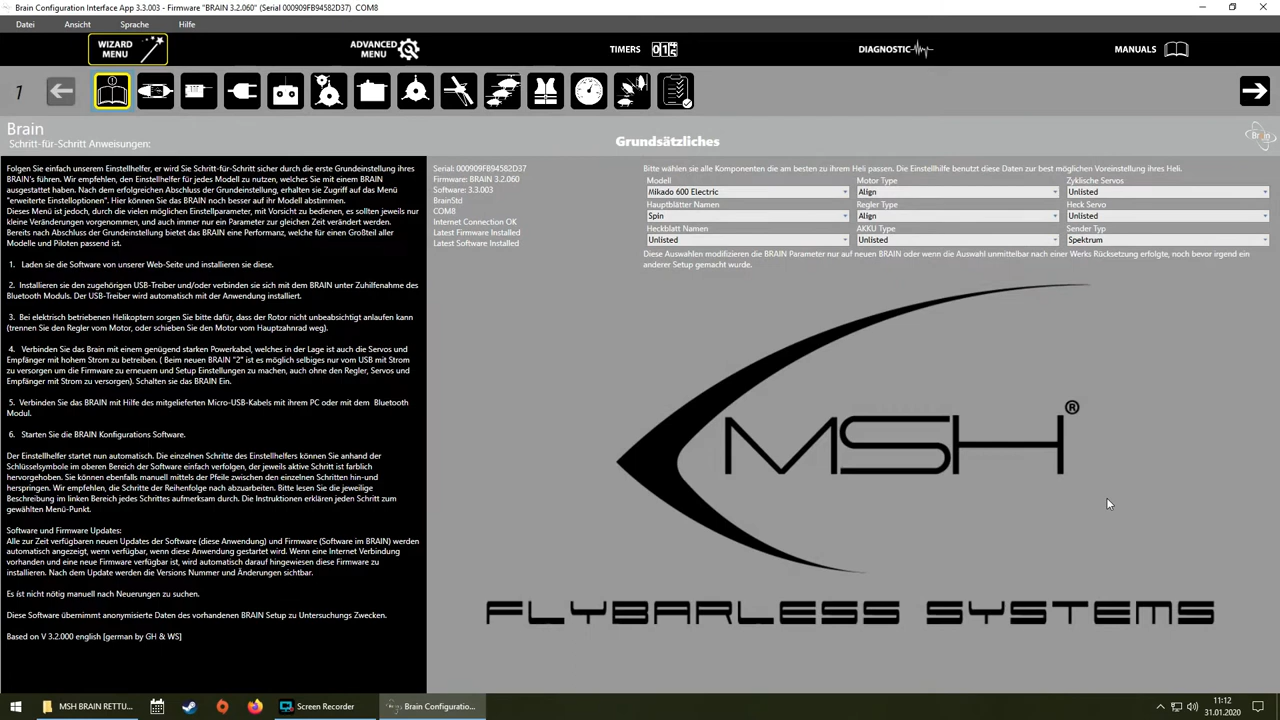 Brain Configuration Interface App 3.3.003 - Firmware "BRAIN 3.2.060" (Serial 000909FB94582D37) COM8
Datei Ansicht Sprache Hilfe
WIZARD MENU
ADVANCED MENU
TIMERS
DIAGNOSTIC
MANUALS
1
Brain
Schritt-für-Schritt Anweisungen:
Grundsätzliches
Folgen Sie einfach unserem Einstellhelfer, er wird Sie Schritt-für-Schritt sicher durch die erste Grundeinstellung ihres
BRAIN's führen. Wir empfehlen, den Einstellhelfer für jedes Modell zu nutzen, welches Sie mit einem BRAIN
ausgestattet haben. Nach dem erfolgreichen Abschluss der Grundeinstellung, erhalten sie Zugriff auf das Menü
"erweiterte Einsteloptionen". Hier können Sie das BRAIN noch besser auf ihr Modell abstimmen.
Dieses Menü ist jedoch, durch die vielen möglichen Einstellparameter, mit Vorsicht zu bedienen, es sollten jeweils nur
kleine Veränderungen vorgenommen, und auch immer nur ein Parameter zur gleichen Zeit verändert werden.
Bereits nach Abschluss der Grundeinstellung bietet das BRAIN eine Performanz, welche für einen Großteil aller
Modelle und Piloten passend ist.
1. Laden sie die Software von unserer Web-Seite und installieren sie diese.
2. Installieren sie den zugehörigen USB-Treiber und/oder verbinden sie sich mit dem BRAIN unter Zuhilfenahme des
Bluetooth Moduls. Der USB-Treiber wird automatisch mit der Anwendung installiert.
3. Bei elektrisch betriebenen Helikoptern sorgen Sie bitte dafür, dass der Rotor nicht unbeabsichtigt anlaufen kann
(trennen Sie den Regler vom Motor, oder schieben Sie den Motor vom Hauptzahnrad weg).
4. Verbinden Sie das Brain mit einem genügend starken Powerkabel, welches in der Lage ist auch die Servos und
Empfänger mit hohem Strom zu betreiben. ( Beim neuen BRAIN "2" ist es möglich selbiges nur vom USB mit Strom
zu versorgen um die Firmware zu erneuern und Setup Einstellungen zu machen, auch ohne den Regler, Servos und
Empfänger mit Strom zu versorgen). Schalten sie das BRAIN Ein.
5. Verbinden Sie das BRAIN mit Hilfe des mitgelieferten Micro-USB-Kabels mit ihrem PC oder mit dem Bluetooth
Modul.
6. Starten Sie die BRAIN Konfigurations Software.
Der Einstellhelfer startet nun automatisch. Die einzelnen Schritte des Einstellhelfers können Sie anhand der
Schlüsselsymbole im oberen Bereich der Software einfach verfolgen, der jeweils aktive Schritt ist farblich
hervorgehoben. Sie können ebenfalls manuell mittels der Pfeile zwischen den einzelnen Schritten hin-und
herspringen. Wir empfehlen, die Schritte der Reihenfolge nach abzuarbeiten. Bitte lesen Sie die jeweilige
Beschreibung im linken Bereich jedes Schrittes aufmerksam durch. Die Instruktionen erklären jeden Schritt zum
gewählten Menü-Punkt.
Software und Firmware Updates:
Alle zur Zeit verfügbaren neuen Updates der Software (diese Anwendung) und Firmware (Software im BRAIN) werden
automatisch angezeigt, wenn verfügbar, wenn diese Anwendung gestartet wird. Wenn eine Internet Verbindung
vorhanden und eine neue Firmware verfügbar ist, wird automatisch darauf hingewiesen diese Firmware zu
installieren. Nach dem Update werden die Versions Nummer und Änderungen sichtbar.
Es ist nicht nötig manuell nach Neuerungen zu suchen.
Diese Software übernimmt anonymisierte Daten des vorhandenen BRAIN Setup zu Untersuchungs Zwecken.
Based on V 3.2.000 english [german by GH & WS]
Serial: 000909FB94582D37
Firmware: BRAIN 3.2.060
Software: 3.3.003
BrainStd
COM8
Internet Connection OK
Latest Firmware Installed
Latest Software Installed
Bitte wählen sie alle Komponenten die am besten zu ihrem Heli passen. Die Einstellhilfe benutzt diese Daten zur best möglichen Voreinstellung ihres Heli.
Modell Motor Type Zyklische Servos
Mikado 600 Electric Align Unlisted
Hauptblätter Namen Regler Type Heck Servo
Spin Align Unlisted
Heckblatt Namen AKKU Type Sender Typ
Unlisted Unlisted Spektrum
Diese Auswahlen modifizieren die BRAIN Parameter nur auf neuen BRAIN oder wenn die Auswahl unmittelbar nach einer Werks Rücksetzung erfolgte, noch bevor irgend ein
anderer Setup gemacht wurde.
MSH®
FLYBARLESS SYSTEMS
MSH BRAIN RETTU...
Screen Recorder
Brain Configuratio...
11:12
31.01.2020